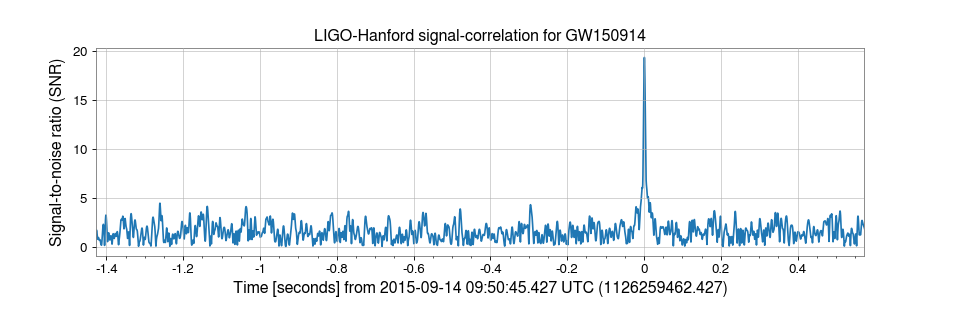 LIGO-Hanford signal-correlation for GW150914
Signal-to-noise ratio (SNR)
20
15
10
5
0
-1.4 -1.2 -1 -0.8 -0.6 -0.4 -0.2 0 0.2 0.4
Time [seconds] from 2015-09-14 09:50:45.427 UTC (1126259462.427)